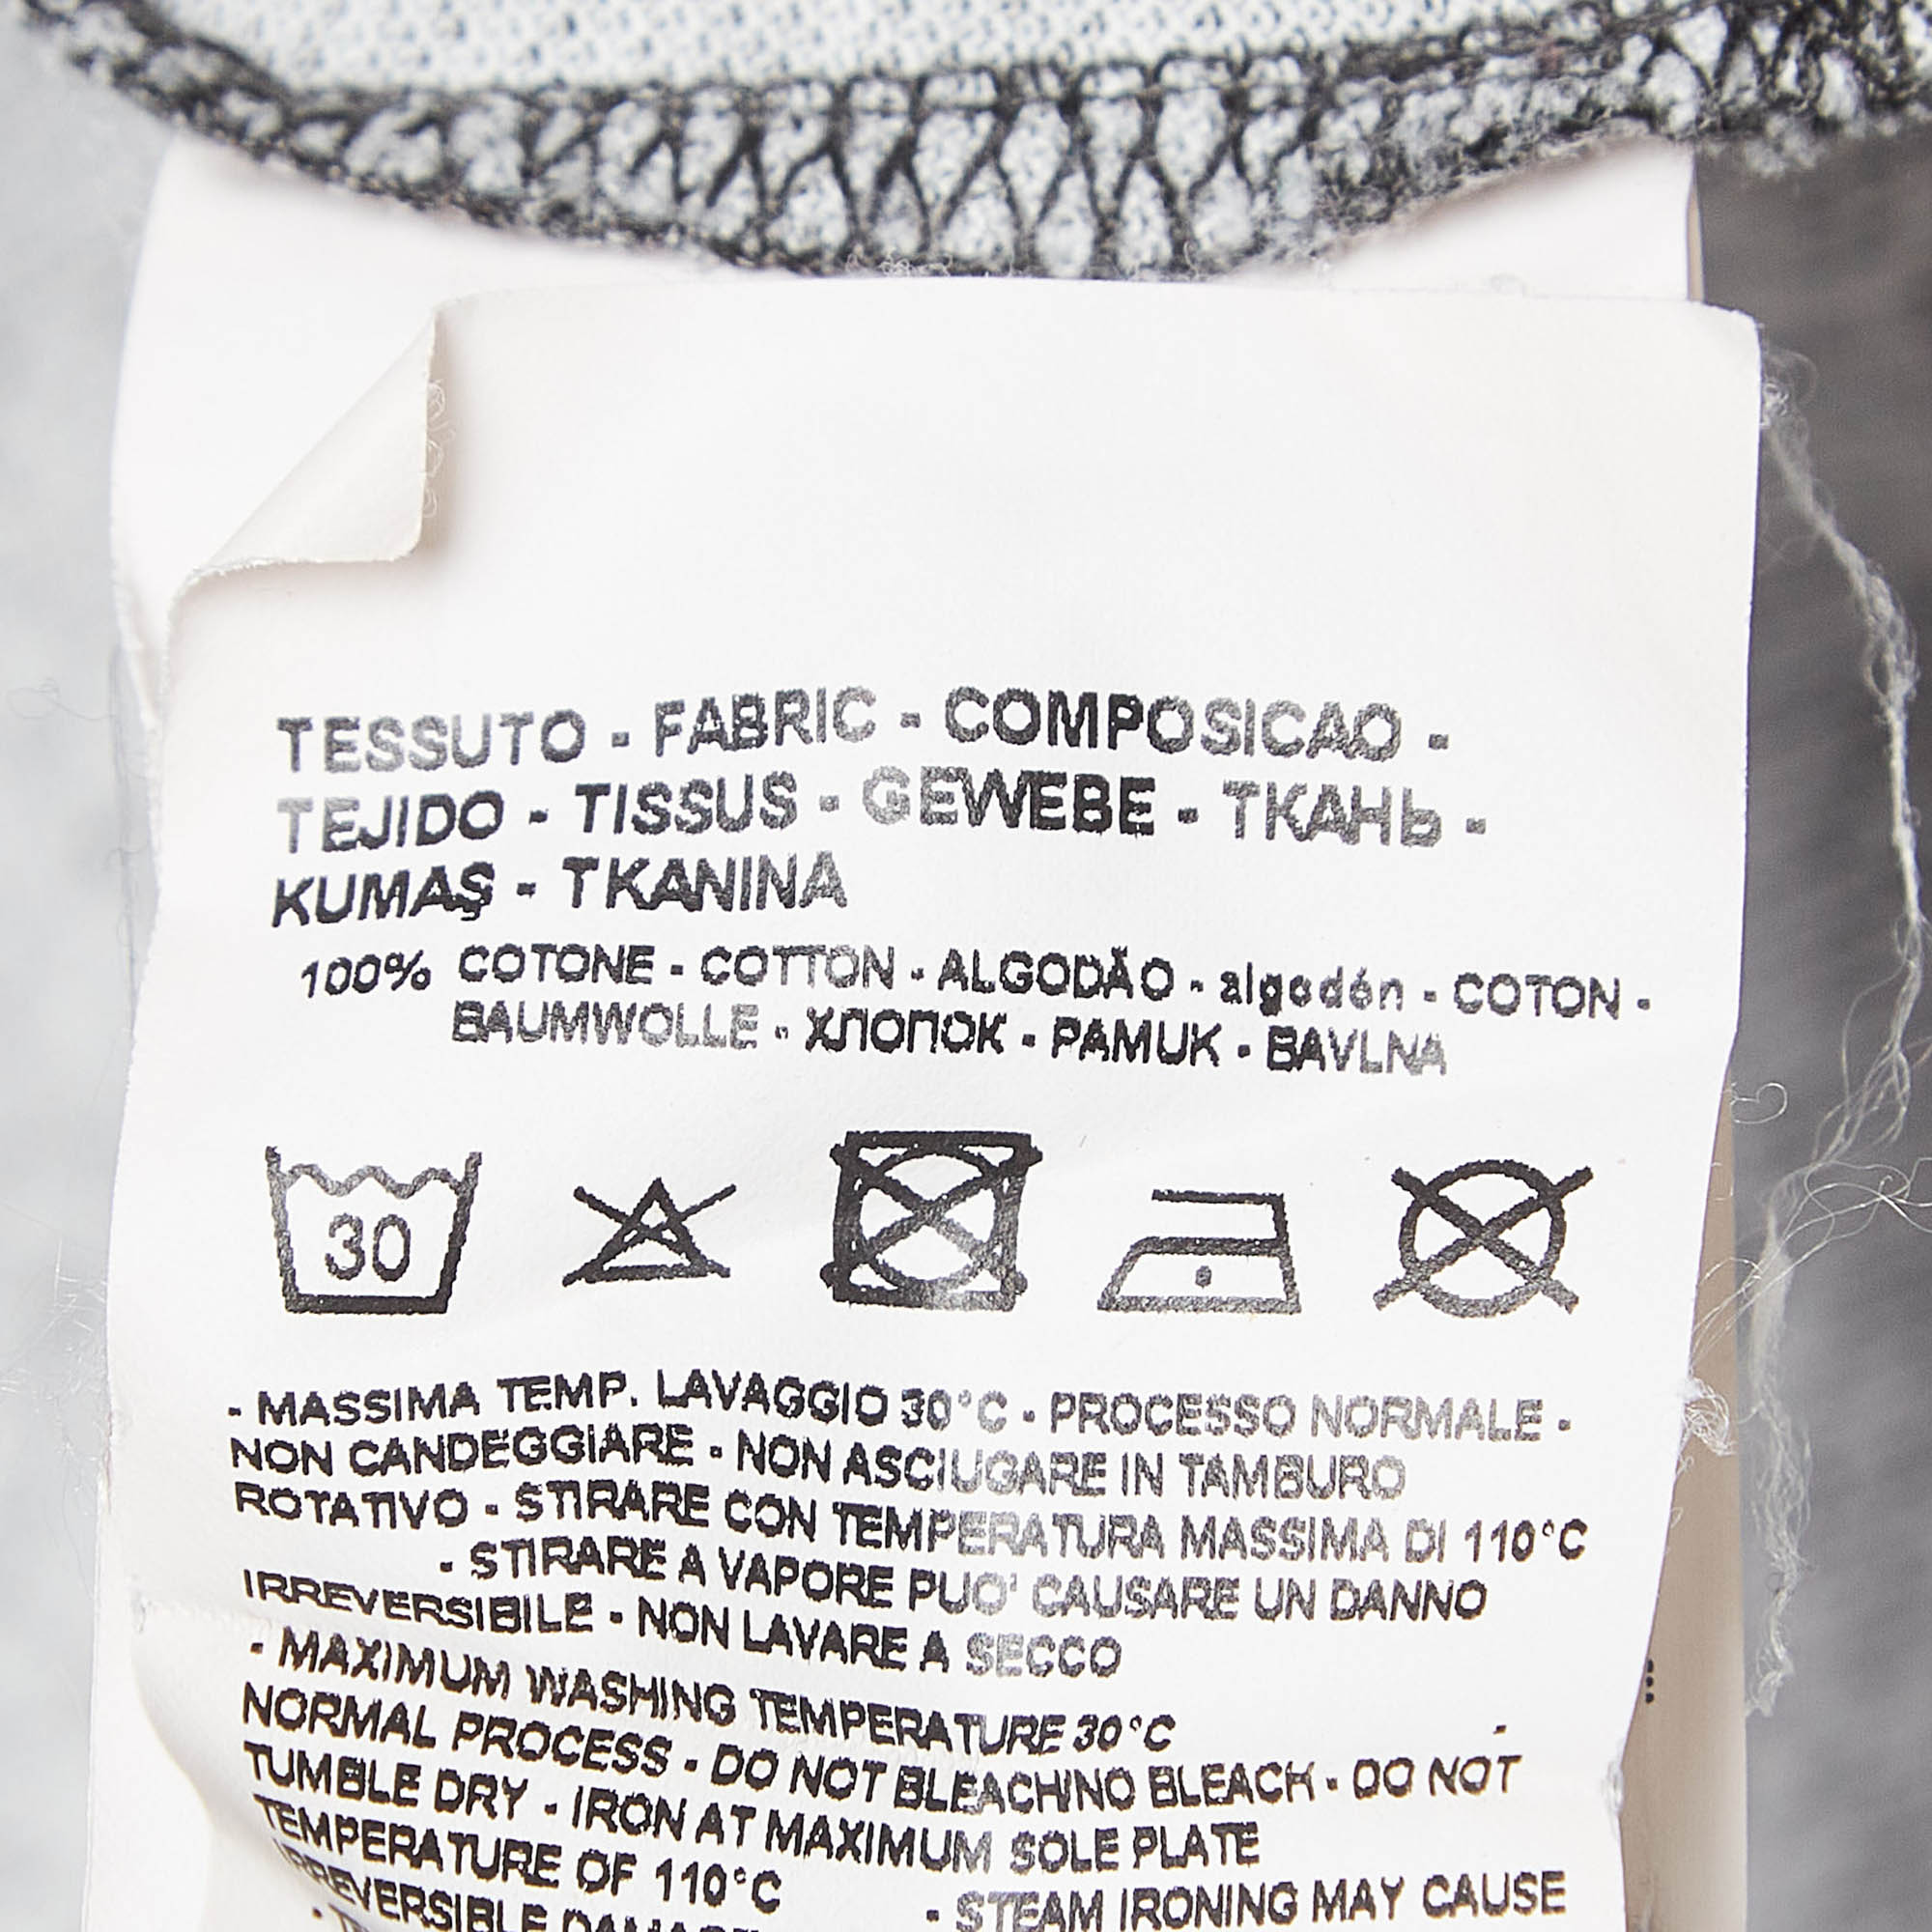 TESSUTO - FABRIC - COMPOSICAO -
TEJIDO - TISSUS - GEWEBE - ТКАНЬ -
KUMAŞ - TKANINA
100% COTONE - COTTON - ALGODÃO - algodón - COTON -
BAUMWOLLE - ХЛОПОК - PAMUK - BAVLNA
30
- MASSIMA TEMP. LAVAGGIO 30°C - PROCESSO NORMALE -
NON CANDEGGIARE - NON ASCIUGARE IN TAMBURO
ROTATIVO - STIRARE CON TEMPERATURA MASSIMA DI 110°C
- STIRARE A VAPORE PUO' CAUSARE UN DANNO
IRREVERSIBILE - NON LAVARE A SECCO
- MAXIMUM WASHING TEMPERATURE 30°C -
NORMAL PROCESS - DO NOT BLEACH/NO BLEACH - DO NOT
TUMBLE DRY - IRON AT MAXIMUM SOLE PLATE
TEMPERATURE OF 110°C - STEAM IRONING MAY CAUSE
IRREVERSIBLE